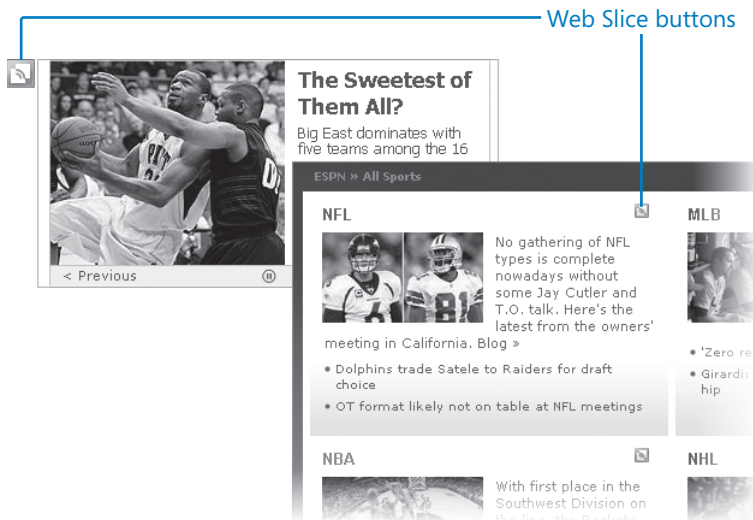 Web Slice buttons
The Sweetest of
Them All?
Big East dominates with
five teams among the 16
< Previous
ESPN » All Sports
NFL
No gathering of NFL
types is complete
nowadays without
some Jay Cutler and
T.O. talk. Here's the
latest from the owners'
meeting in California. Blog »
• Dolphins trade Satele to Raiders for draft
choice
• OT format likely not on table at NFL meetings
MLB
• 'Zero
• Girardi:
hip
NBA
With first place in the
Southwest Division on
the line, the Rockets
NHL